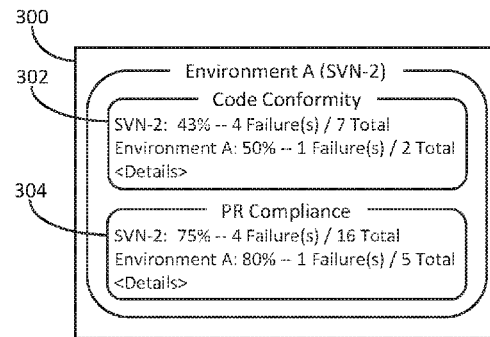 300
302
Environment A (SVN-2)
Code Conformity
SVN-2: 43% -- 4 Failure(s) / 7 Total
Environment A: 50% -- 1 Failure(s) / 2 Total
<Details>
304
PR Compliance
SVN-2: 75% -- 4 Failure(s) / 16 Total
Environment A: 80% -- 1 Failure(s) / 5 Total
<Details>